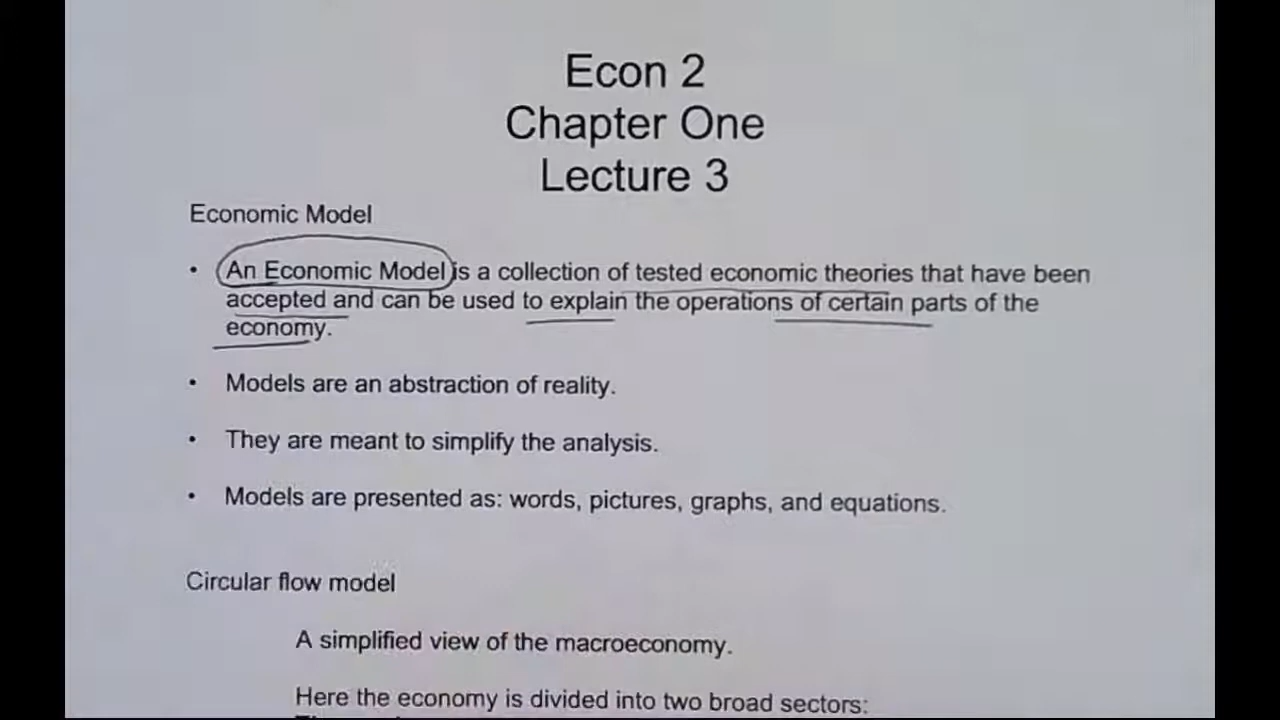 Econ 2
Chapter One
Lecture 3
Economic Model
• An Economic Model is a collection of tested economic theories that have been
accepted and can be used to explain the operations of certain parts of the
economy.
• Models are an abstraction of reality.
• They are meant to simplify the analysis.
• Models are presented as: words, pictures, graphs, and equations.
Circular flow model
A simplified view of the macroeconomy.
Here the economy is divided into two broad sectors: